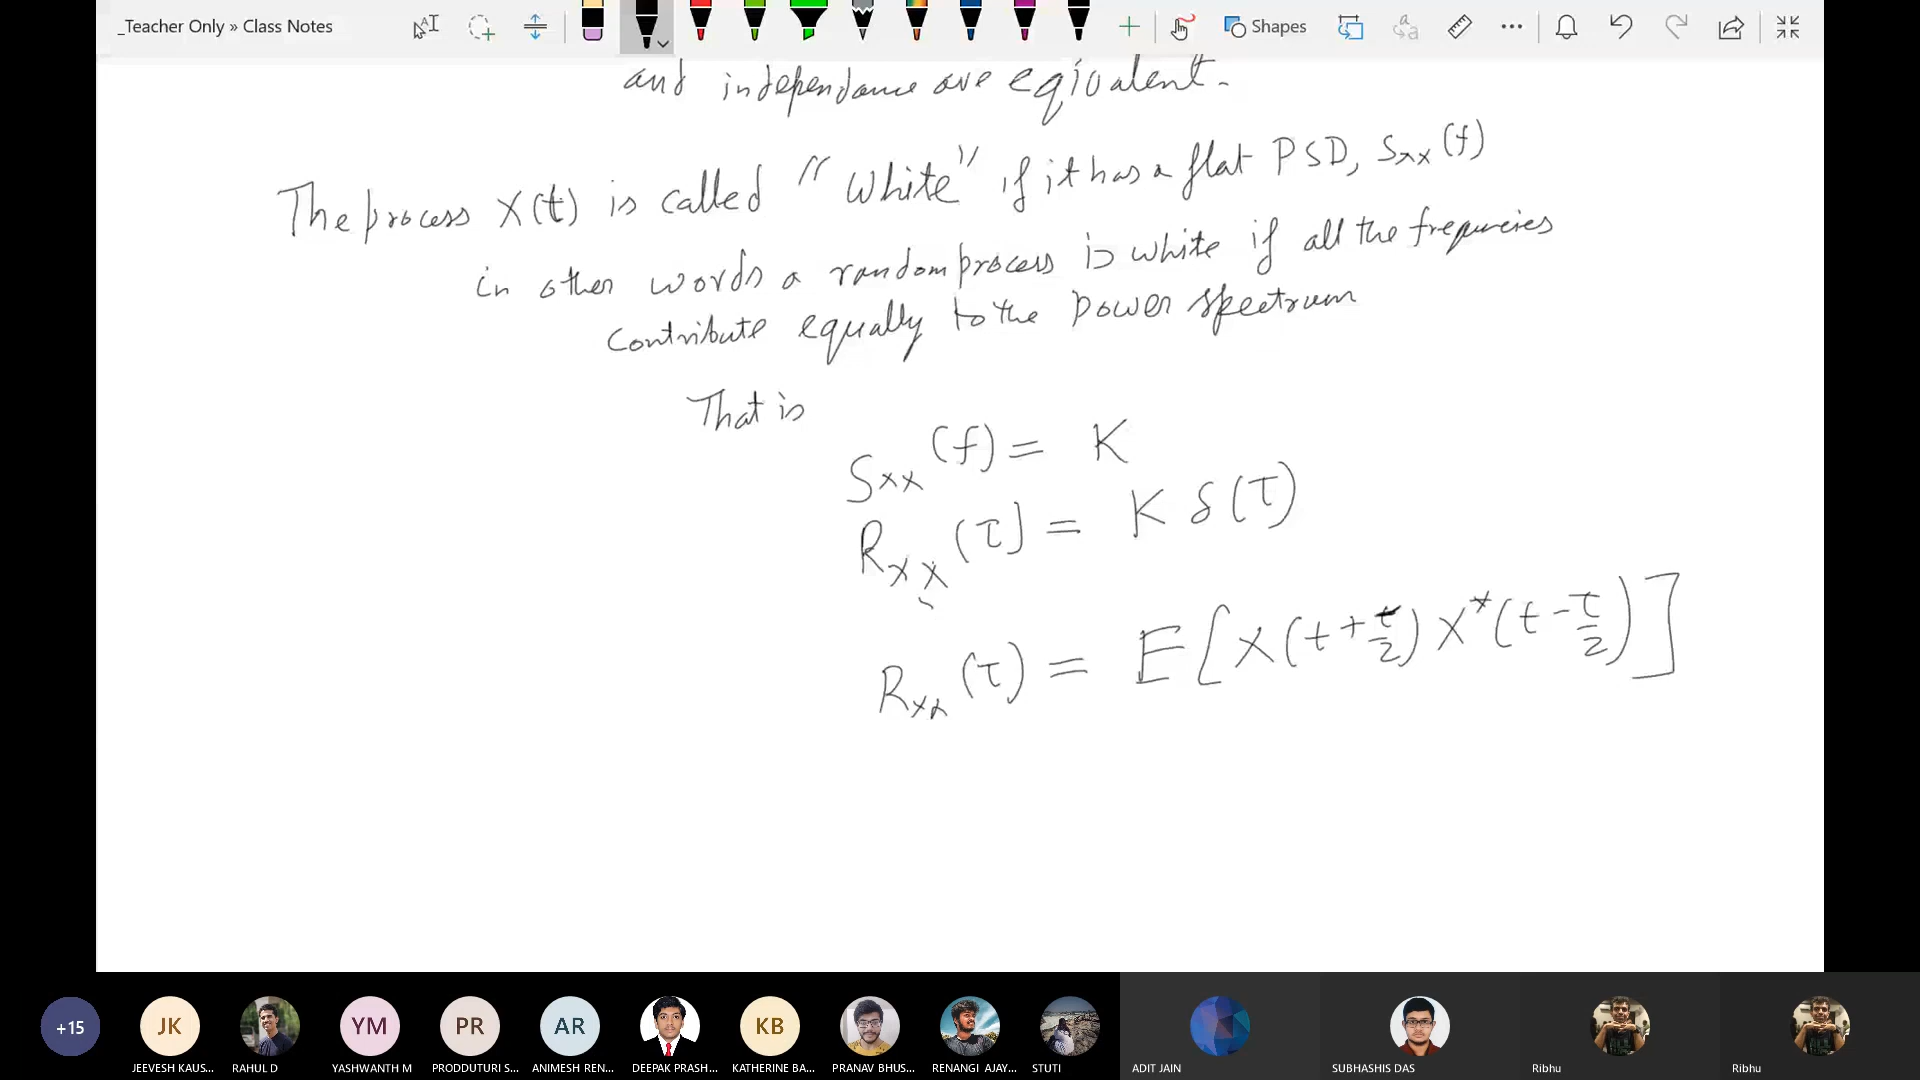 _Teacher Only » Class Notes
Shapes
and independance are eqivalent.
The process X(t) is called "White" if it has a flat PSD, Sxx(f)
in other words a random process is white if all the frequencies
contribute equally to the power spectrum
That is
Sxx(f) = K
Rxx(τ) = K δ(τ)
Rxx(τ) = E[X(t+τ/2) X*(t-τ/2)]
+15
JK
YM
PR
AR
KB
JEEVESH KAUS...
RAHUL D
YASHWANTH M
PRODDUTURI S...
ANIMESH REN...
DEEPAK PRASH...
KATHERINE BA...
PRANAV BHUS...
RENANGI AJAY...
STUTI
ADIT JAIN
SUBHASHIS DAS
Ribhu
Ribhu